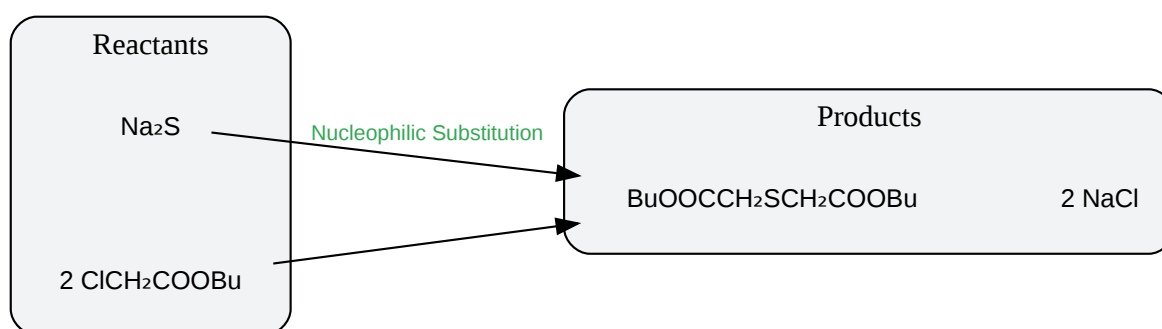 Reactants
Na₂S
2 ClCH₂COOBu
Nucleophilic Substitution
Products
BuOOCCH₂SCH₂COOBu
2 NaCl